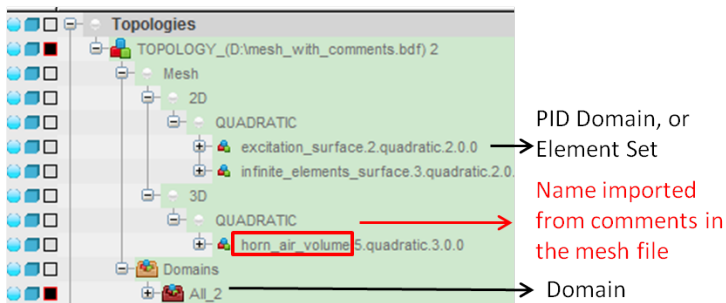 Topologies
TOPOLOGY_(D:\mesh_with_comments.bdf) 2
Mesh
2D
QUADRATIC
excitation_surface.2.quadratic.2.0.0
infinite_elements_surface.3.quadratic.2.0.
3D
QUADRATIC
horn_air_volume.5.quadratic.3.0.0
Domains
All_2
PID Domain, or
Element Set
Name imported
from comments in
the mesh file
Domain